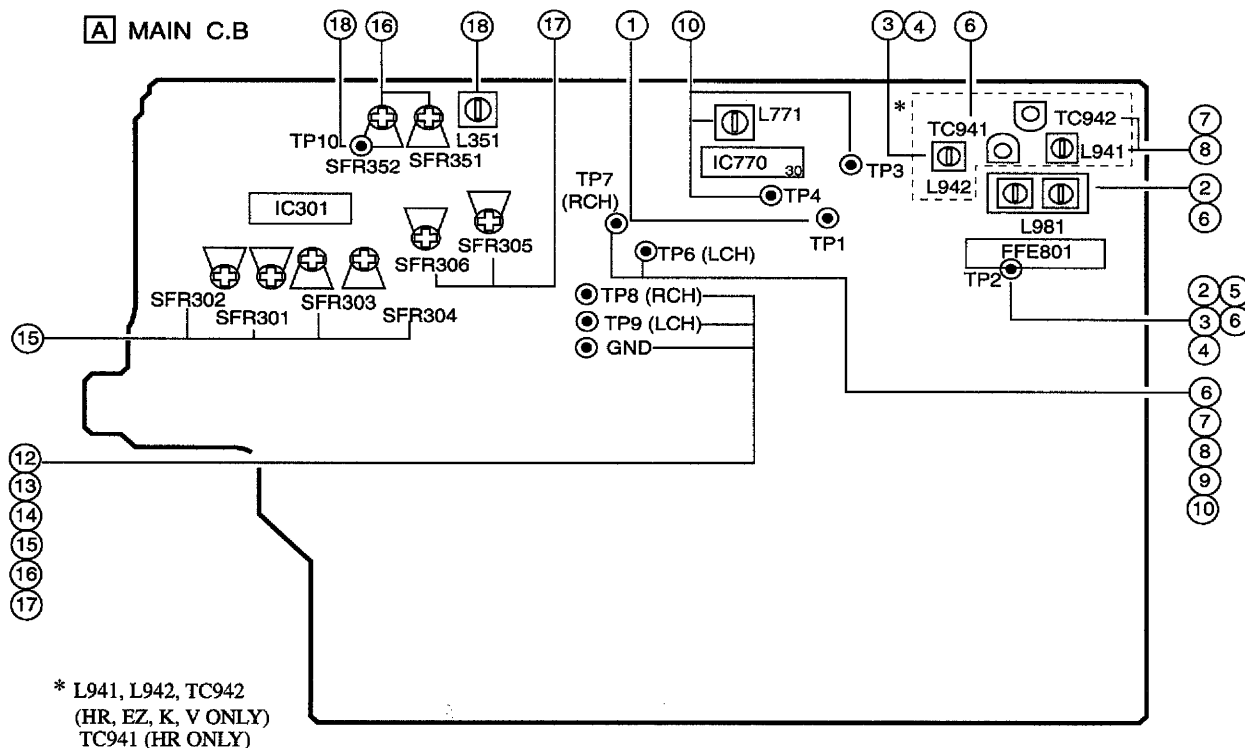 A MAIN C.B
18 16 18 17 1 10 3 4 6
*
L771
TC941
TC942
7
8
TP10
L351
SFR352
SFR351
IC770 30
TP3
L941
L942
TP7
(RCH)
TP4
2
6
IC301
TP1
L981
SFR306
SFR305
TP6 (LCH)
FFE801
TP2
SFR302
SFR301
SFR303
SFR304
TP8 (RCH)
TP9 (LCH)
GND
2 5
3 6
4
15
6
7
8
9
10
12
13
14
15
16
17
* L941, L942, TC942
(HR, EZ, K, V ONLY)
TC941 (HR ONLY)